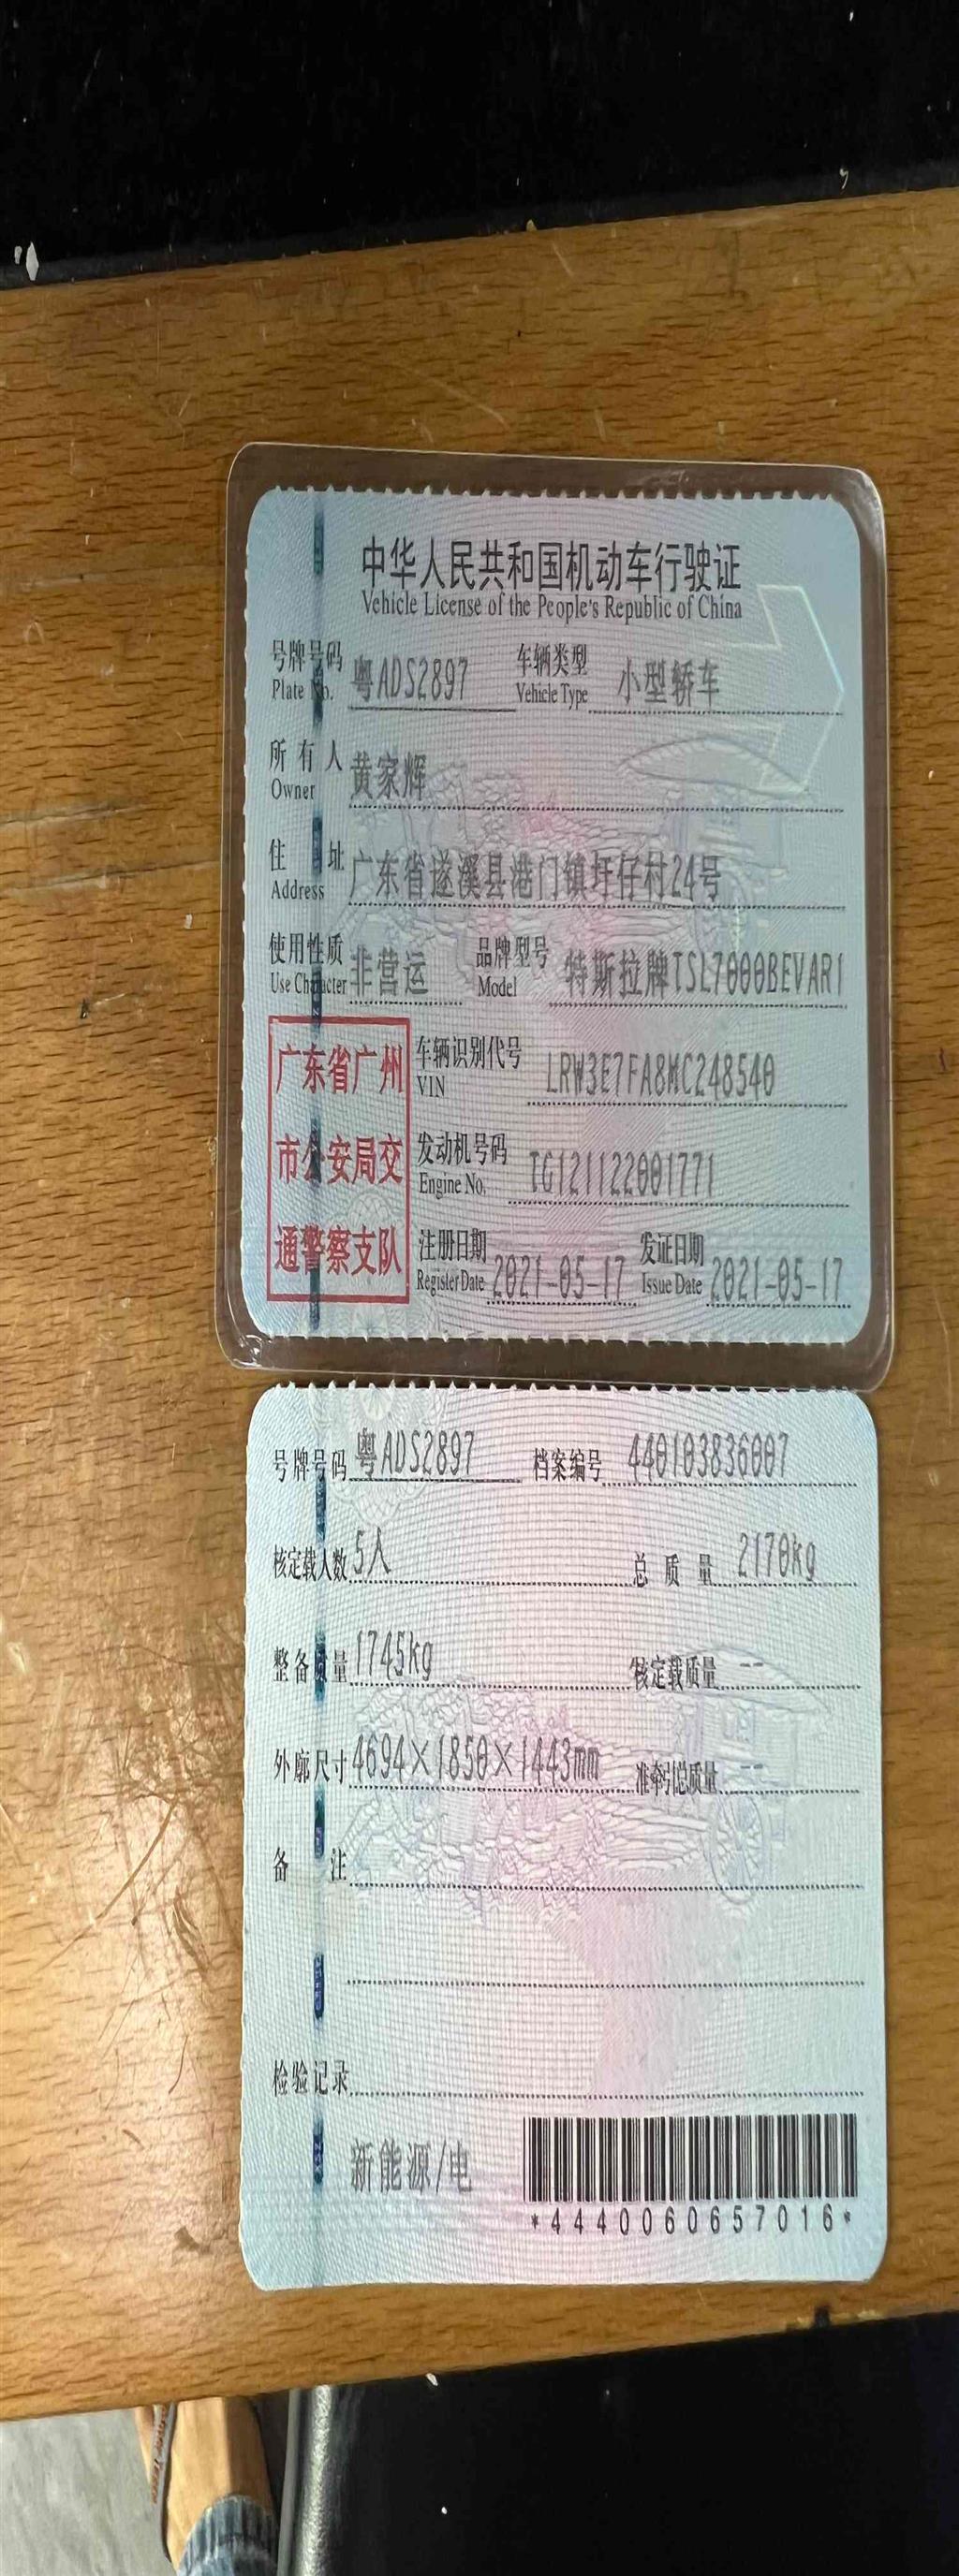 中华人民共和国机动车行驶证
Vehicle License of the People's Republic of China
号牌号码 粤ADS2897 车辆类型 小型轿车
Plate No. Vehicle Type
所有人 黄家辉
Owner
住址 广东省遂溪县港门镇圩仔村24号
Address
使用性质 非营运 品牌型号 特斯拉牌TSL7000BEVAR1
Use Character Model
广东省广州
市公安局交
通警察支队
车辆识别代号 LRW3E7FA8MC248540
VIN
发动机号码 TG121122001771
Engine No.
注册日期 2021-05-17 发证日期 2021-05-17
Register Date Issue Date
号牌号码 粤ADS2897 档案编号 440103836007
核定载人数 5人 总质量 2170kg
整备质量 1745kg 核定载质量 --
外廓尺寸 4694×1850×1443mm 准牵引总质量 --
备注
检验记录
新能源/电
*4440060657016*